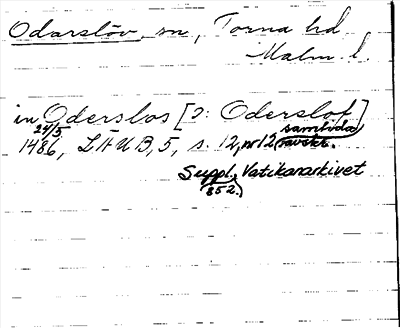 Odarslöv, sn, Torna hd
Malm. l.
in Oderslos [ɔ: Oderslof]
24/5 1486, LÄUB, 5, s. 12, nr 12 samtida avskr.
Suppl. Vatikanarkivet
852.